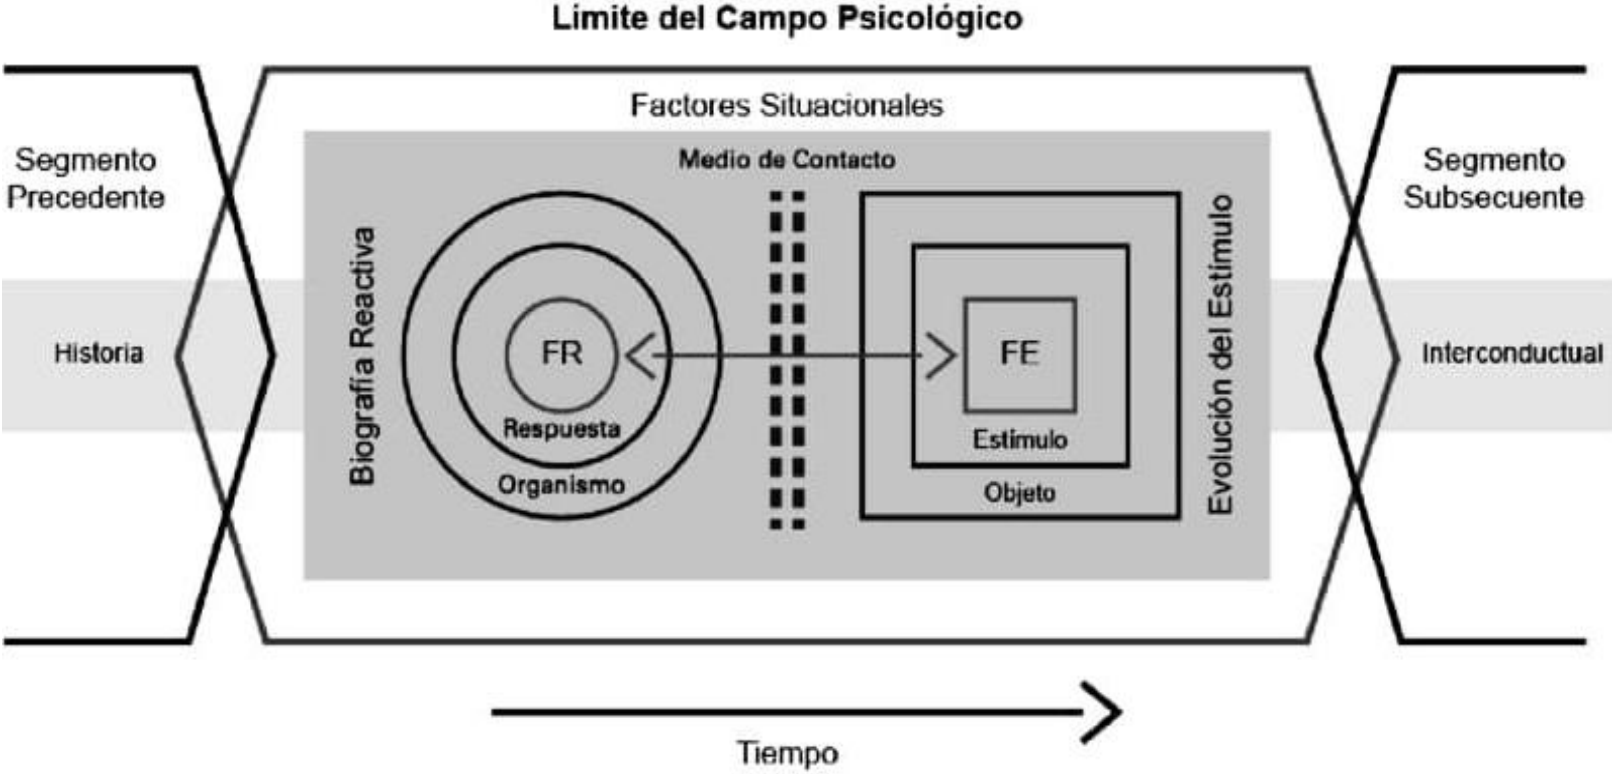 Límite del Campo Psicológico
Factores Situacionales
Medio de Contacto
Segmento
Precedente
Segmento
Subsecuente
Historia
Biografía Reactiva
FR
Respuesta
Organismo
FE
Estímulo
Objeto
Evolución del Estímulo
Interconductual
Tiempo